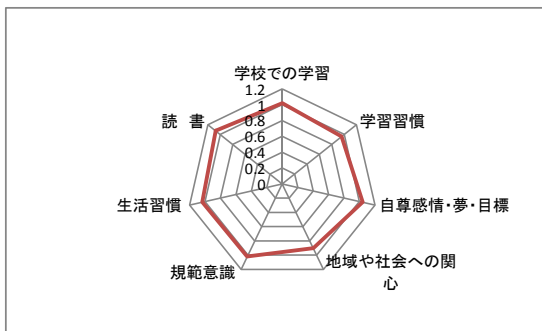 学校での学習
1.2
1
0.8
0.6
0.4
0.2
0
学習習慣
自尊感情・夢・目標
地域や社会への関
心
規範意識
生活習慣
読 書